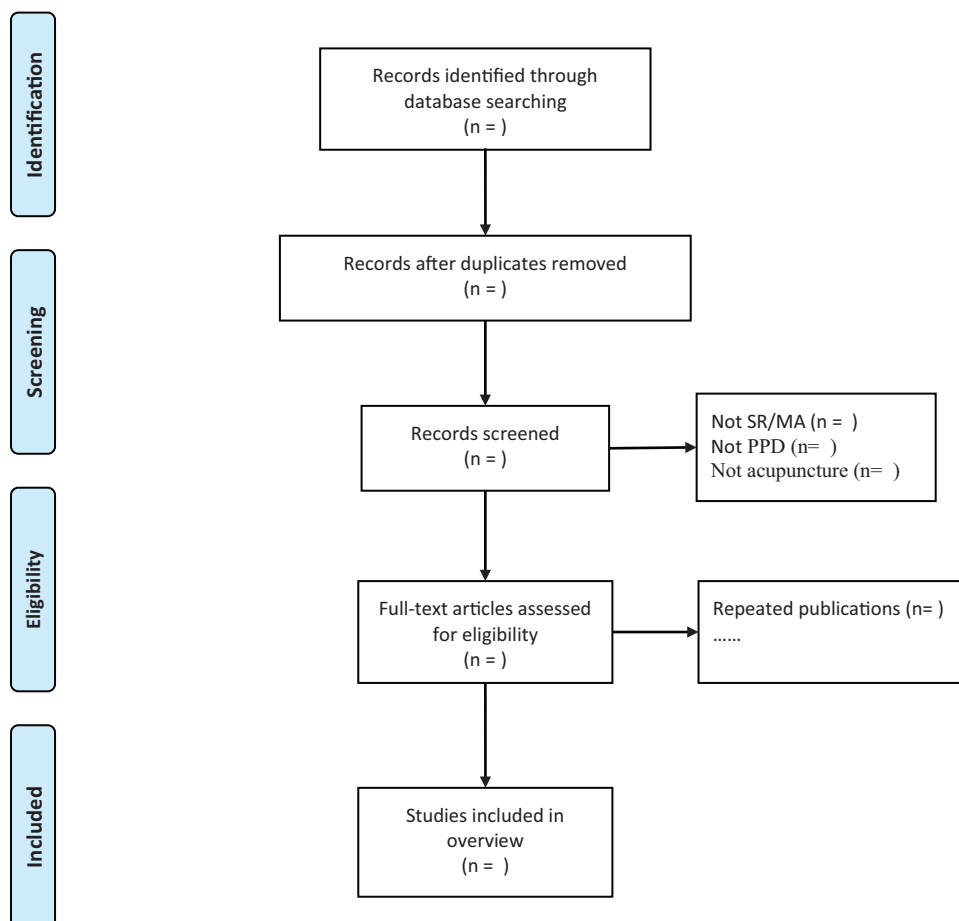 Identification
Records identified through
database searching
(n = )
Records after duplicates removed
(n = )
Screening
Records screened
(n = )
Not SR/MA (n = )
Not PPD (n= )
Not acupuncture (n= )
Eligibility
Full-text articles assessed
for eligibility
(n = )
Repeated publications (n= )
......
Included
Studies included in
overview
(n = )